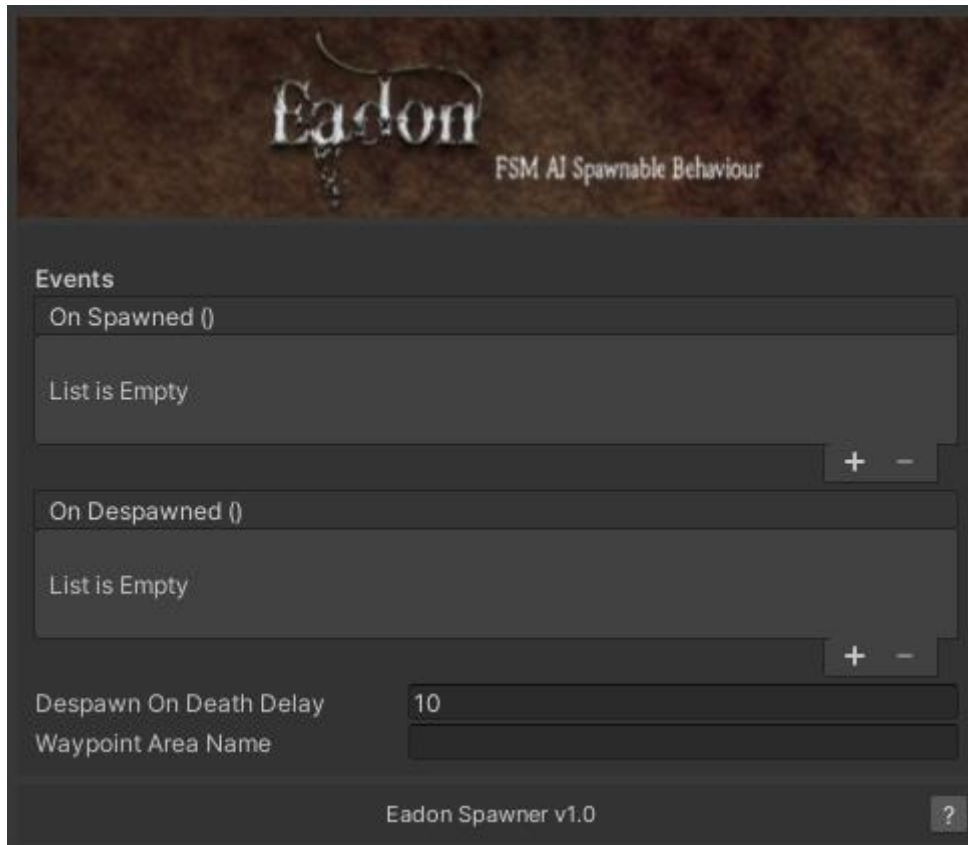 Eadon
FSM AI Spawnable Behaviour
Events
On Spawned ()
List is Empty
+ −
On Despawned ()
List is Empty
+ −
Despawn On Death Delay 10
Waypoint Area Name
Eadon Spawner v1.0 ?